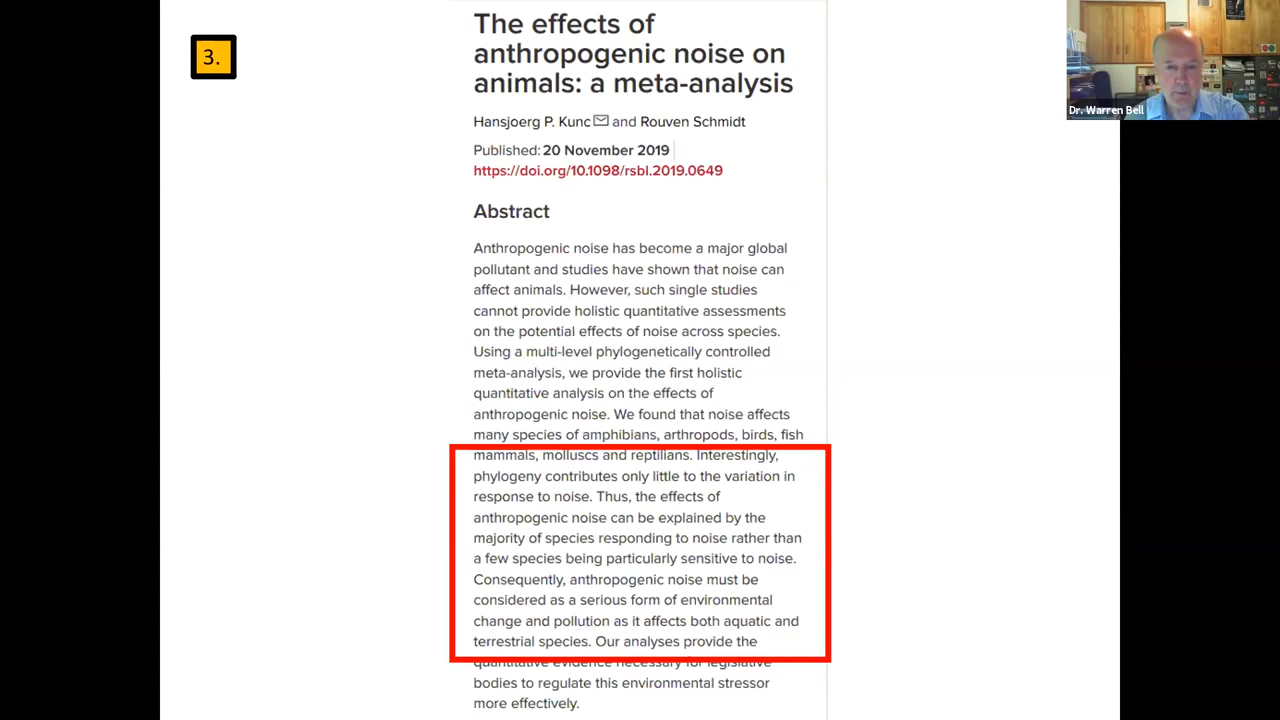 3.
The effects of
anthropogenic noise on
animals: a meta-analysis
Hansjoerg P. Kunc and Rouven Schmidt
Published: 20 November 2019
https://doi.org/10.1098/rsbl.2019.0649
Abstract
Anthropogenic noise has become a major global
pollutant and studies have shown that noise can
affect animals. However, such single studies
cannot provide holistic quantitative assessments
on the potential effects of noise across species.
Using a multi-level phylogenetically controlled
meta-analysis, we provide the first holistic
quantitative analysis on the effects of
anthropogenic noise. We found that noise affects
many species of amphibians, arthropods, birds, fish
mammals, molluscs and reptilians. Interestingly,
phylogeny contributes only little to the variation in
response to noise. Thus, the effects of
anthropogenic noise can be explained by the
majority of species responding to noise rather than
a few species being particularly sensitive to noise.
Consequently, anthropogenic noise must be
considered as a serious form of environmental
change and pollution as it affects both aquatic and
terrestrial species. Our analyses provide the
quantitative evidence necessary for legislative
bodies to regulate this environmental stressor
more effectively.
Dr. Warren Bell